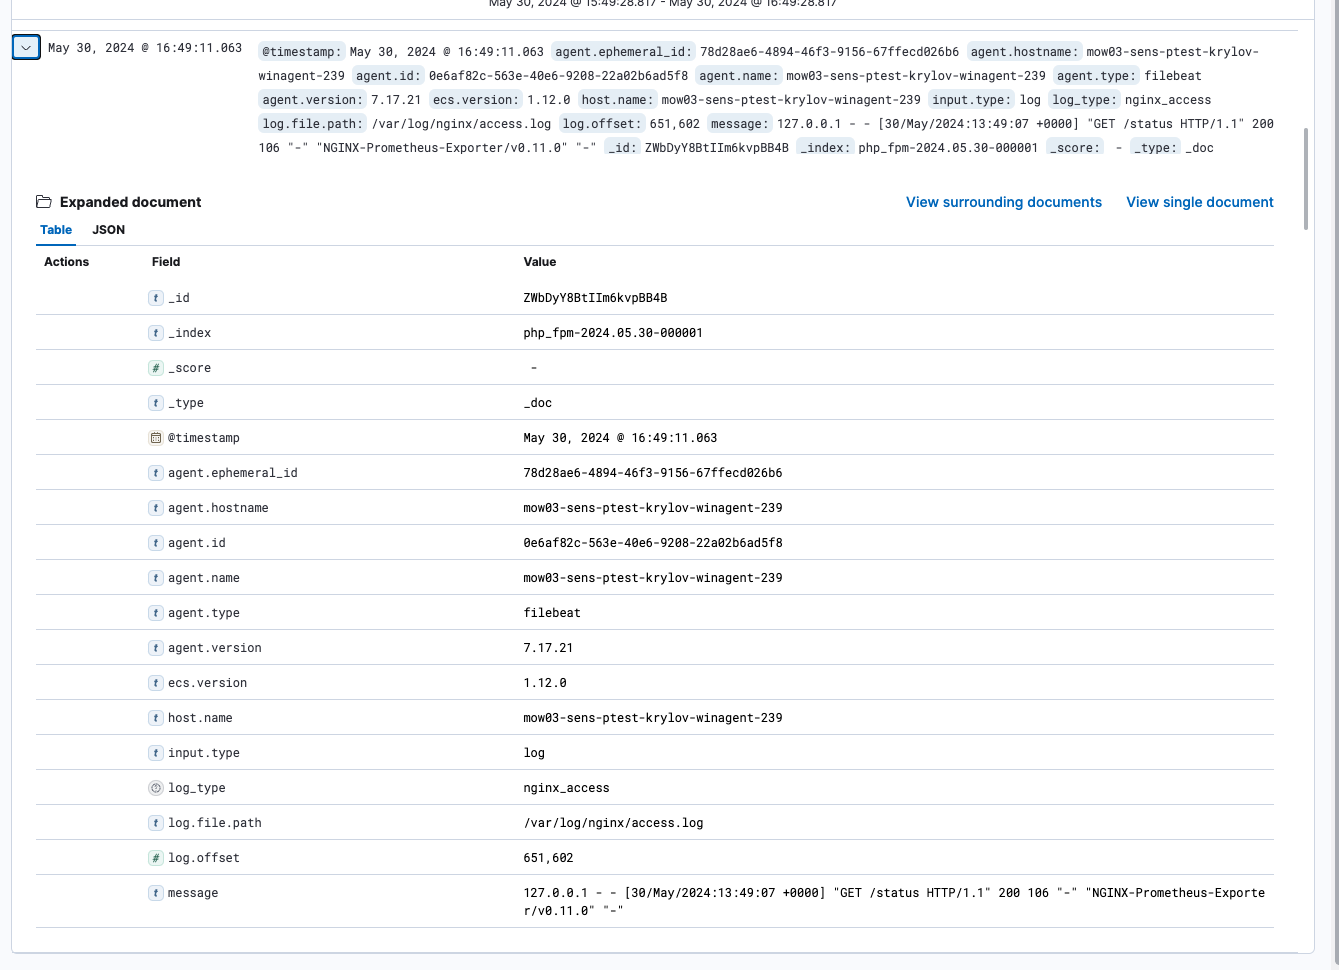 May 30, 2024 @ 15:49:28.817 - May 30, 2024 @ 16:49:28.817
May 30, 2024 @ 16:49:11.063
@timestamp: May 30, 2024 @ 16:49:11.063 agent.ephemeral_id: 78d28ae6-4894-46f3-9156-67ffecd026b6 agent.hostname: mow03-sens-ptest-krylov-
winagent-239 agent.id: 0e6af82c-563e-40e6-9208-22a02b6ad5f8 agent.name: mow03-sens-ptest-krylov-winagent-239 agent.type: filebeat
agent.version: 7.17.21 ecs.version: 1.12.0 host.name: mow03-sens-ptest-krylov-winagent-239 input.type: log log_type: nginx_access
log.file.path: /var/log/nginx/access.log log.offset: 651,602 message: 127.0.0.1 - - [30/May/2024:13:49:07 +0000] "GET /status HTTP/1.1" 200
106 "-" "NGINX-Prometheus-Exporter/v0.11.0" "-" _id: ZWbDyY8BtIIm6kvpBB4B _index: php_fpm-2024.05.30-000001 _score: - _type: _doc
Expanded document
View surrounding documents
View single document
Table JSON
Actions Field Value
t _id ZWbDyY8BtIIm6kvpBB4B
t _index php_fpm-2024.05.30-000001
# _score -
t _type _doc
@timestamp May 30, 2024 @ 16:49:11.063
t agent.ephemeral_id 78d28ae6-4894-46f3-9156-67ffecd026b6
t agent.hostname mow03-sens-ptest-krylov-winagent-239
t agent.id 0e6af82c-563e-40e6-9208-22a02b6ad5f8
t agent.name mow03-sens-ptest-krylov-winagent-239
t agent.type filebeat
t agent.version 7.17.21
t ecs.version 1.12.0
t host.name mow03-sens-ptest-krylov-winagent-239
t input.type log
? log_type nginx_access
t log.file.path /var/log/nginx/access.log
# log.offset 651,602
t message 127.0.0.1 - - [30/May/2024:13:49:07 +0000] "GET /status HTTP/1.1" 200 106 "-" "NGINX-Prometheus-Exporte
r/v0.11.0" "-"